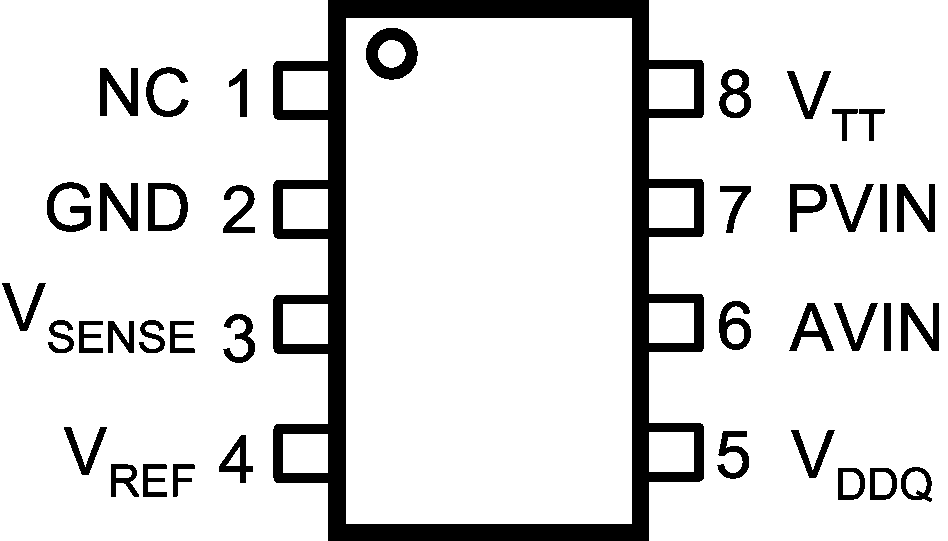 NC 1 8 VTT
GND 2 7 PVIN
VSENSE 3 6 AVIN
VREF 4 5 VDDQ